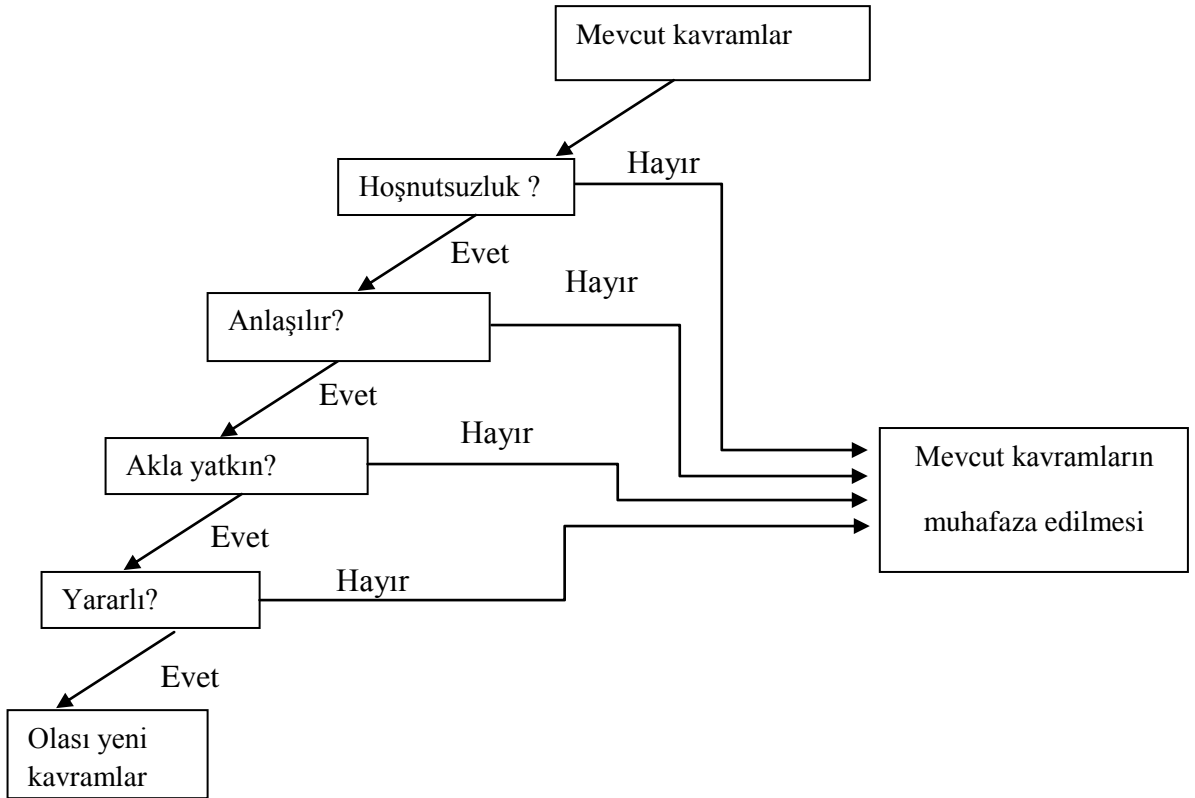 Mevcut kavramlar
Hayır
Hoşnutsuzluk ?
Evet
Hayır
Anlaşılır?
Evet
Hayır
Akla yatkın?
Mevcut kavramların
muhafaza edilmesi
Evet
Hayır
Yararlı?
Evet
Olası yeni
kavramlar